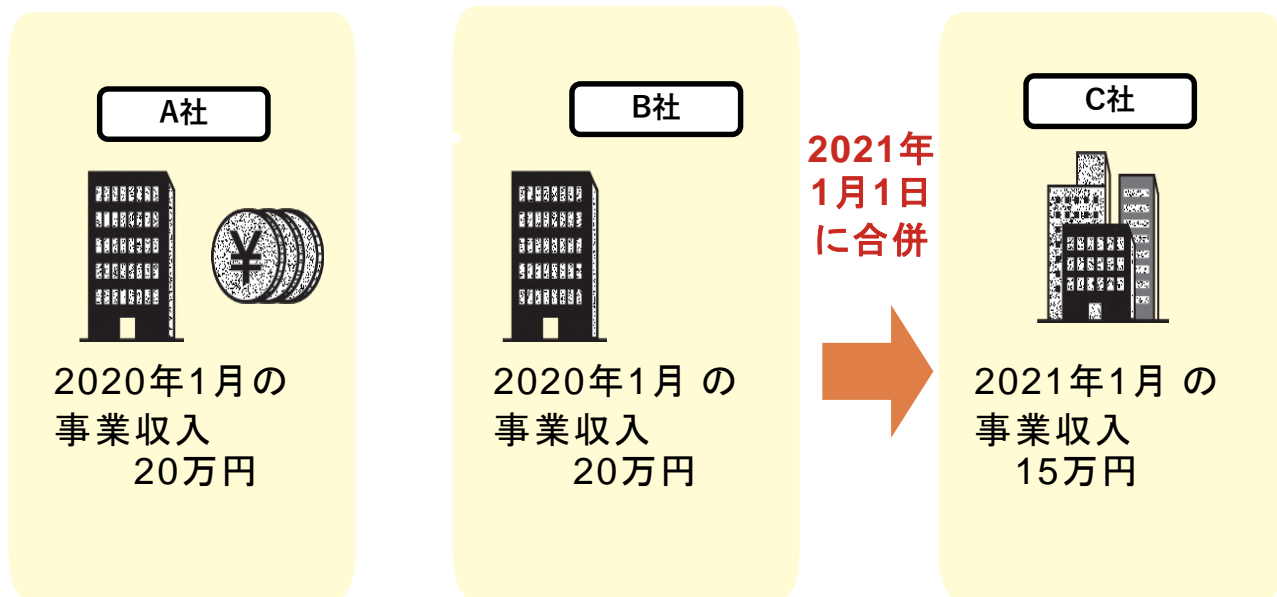 A社
¥
2020年1月の
事業収入
20万円
B社
2020年1月 の
事業収入
20万円
2021年
1月1日
に合併
C社
2021年1月 の
事業収入
15万円